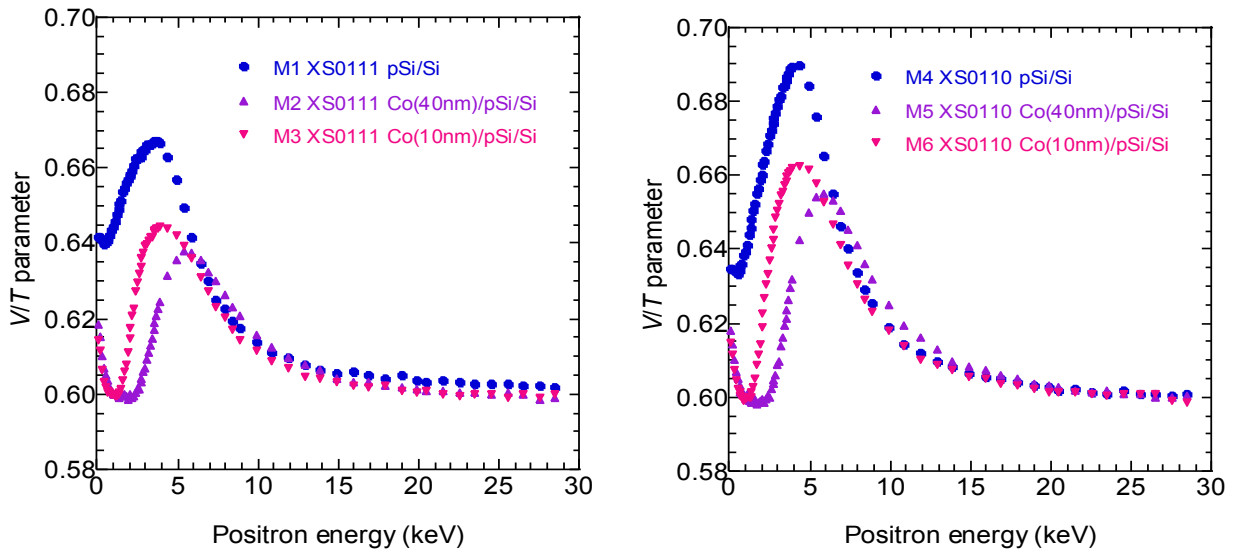 0.70
0.68
0.66
0.64
0.62
0.60
0.58
V/T parameter
M1 XS0111 pSi/Si
M2 XS0111 Co(40nm)/pSi/Si
M3 XS0111 Co(10nm)/pSi/Si
0 5 10 15 20 25 30
Positron energy (keV)
0.70
0.68
0.66
0.64
0.62
0.60
0.58
V/T parameter
M4 XS0110 pSi/Si
M5 XS0110 Co(40nm)/pSi/Si
M6 XS0110 Co(10nm)/pSi/Si
0 5 10 15 20 25 30
Positron energy (keV)